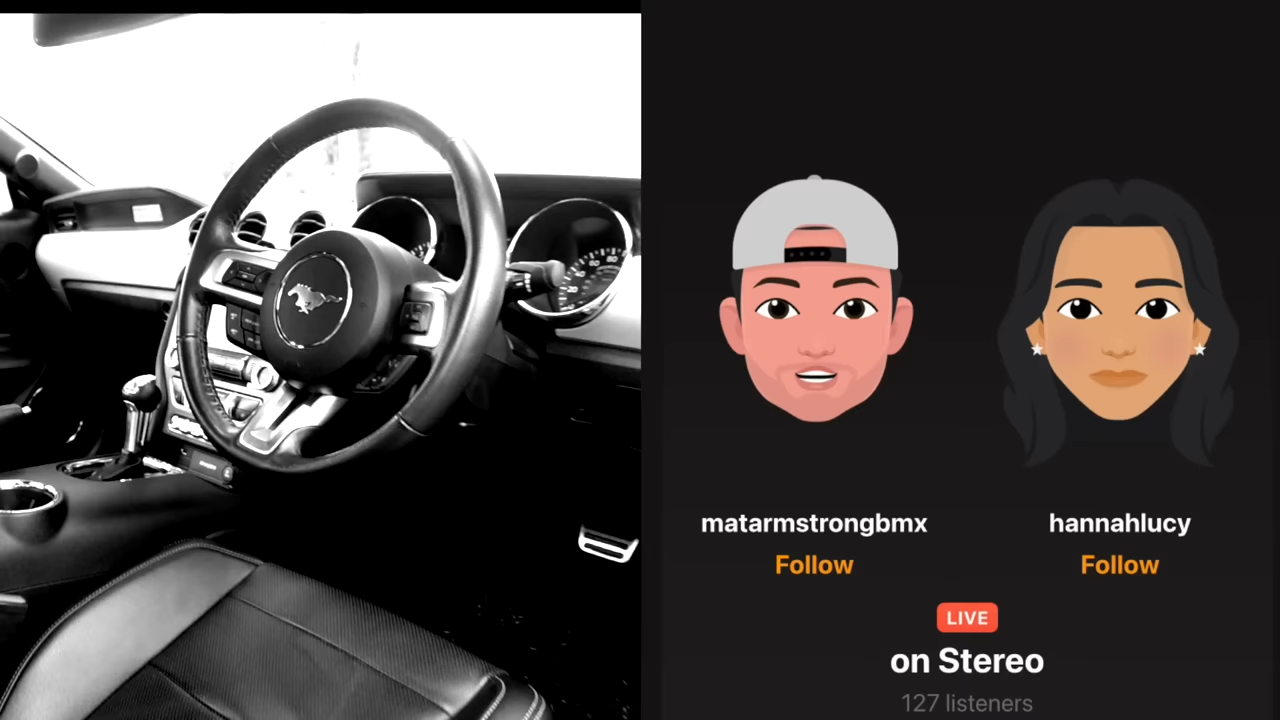 matarmstrongbmx
hannahlucy
Follow
Follow
LIVE
on Stereo
127 listeners